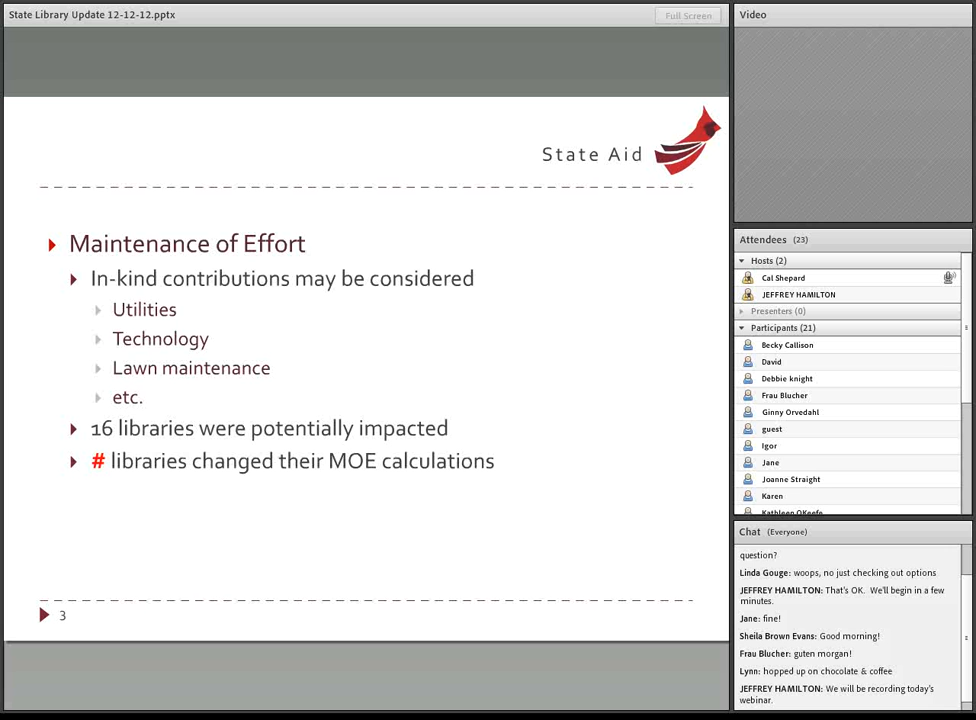 State Library Update 12-12-12.pptx
Full Screen
State Aid
Maintenance of Effort
In-kind contributions may be considered
Utilities
Technology
Lawn maintenance
etc.
16 libraries were potentially impacted
# libraries changed their MOE calculations
3
Video
Attendees (23)
Hosts (2)
Cal Shepard
JEFFREY HAMILTON
Presenters (0)
Participants (21)
Becky Callison
David
Debbie knight
Frau Blucher
Ginny Orvedahl
guest
Igor
Jane
Joanne Straight
Karen
Kathleen OKeefe
Chat (Everyone)
question?
Linda Gouge: woops, no just checking out options
JEFFREY HAMILTON: That's OK. We'll begin in a few
minutes.
Jane: fine!
Sheila Brown Evans: Good morning!
Frau Blucher: guten morgan!
Lynn: hopped up on chocolate & coffee
JEFFREY HAMILTON: We will be recording today's
webinar.